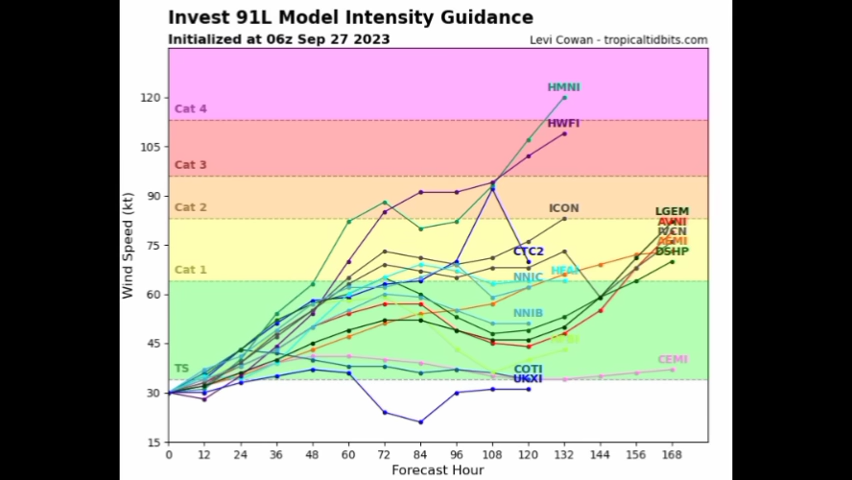 Invest 91L Model Intensity Guidance
Initialized at 06z Sep 27 2023
Levi Cowan - tropicaltidbits.com
Wind Speed (kt)
120
105
90
75
60
45
30
15
Cat 4
Cat 3
Cat 2
Cat 1
TS
HMNI
HWFI
ICON
LGEM
AVNI
IVCN
AEMI
DSHP
CTC2
NNIC
NNIB
CEMI
COTI
UKXI
0 12 24 36 48 60 72 84 96 108 120 132 144 156 168
Forecast Hour